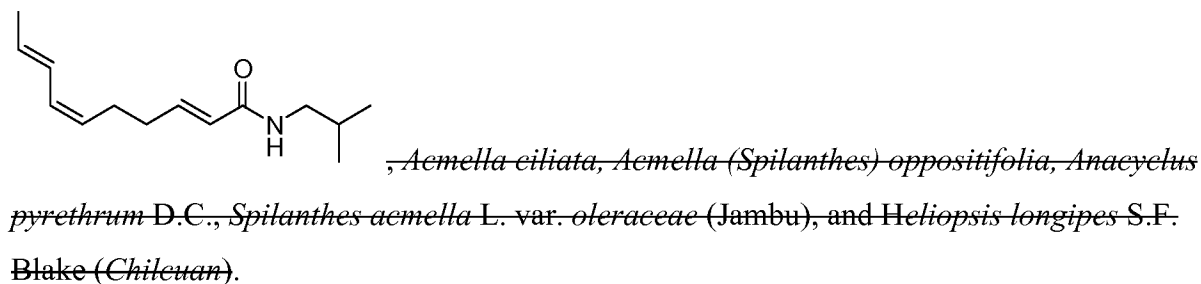 O
N
H
, Acmella ciliata, Acmella (Spilanthes) oppositifolia, Anacyclus
pyrethrum D.C., Spilanthes acmella L. var. oleraceae (Jambu), and Heliopsis longipes S.F.
Blake (Chilcuan).